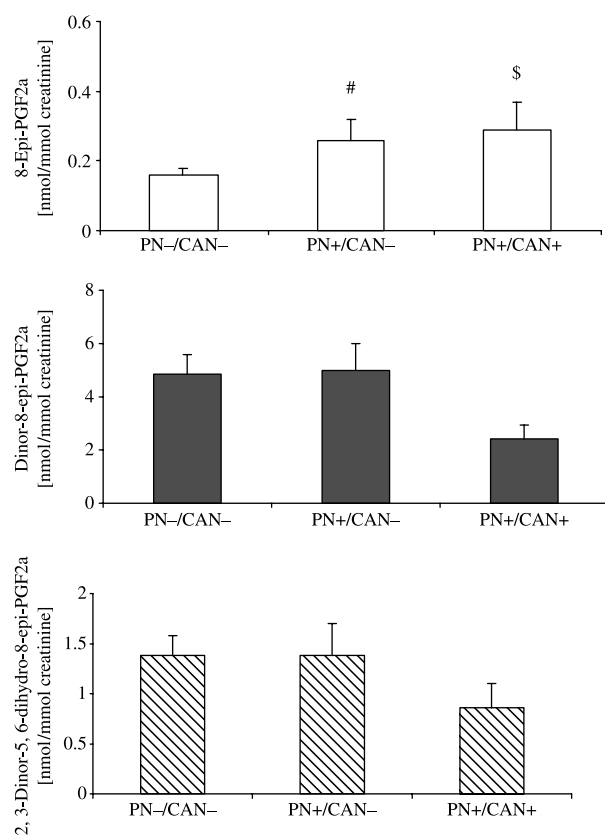 8-Epi-PGF2a
[nmol/mmol creatinine]
0.6
0.4
0.2
0
#
$
PN–/CAN–
PN+/CAN–
PN+/CAN+
Dinor-8-epi-PGF2a
[nmol/mmol creatinine]
8
6
4
2
0
PN–/CAN–
PN+/CAN–
PN+/CAN+
2, 3-Dinor-5, 6-dihydro-8-epi-PGF2a
[nmol/mmol creatinine]
2
1.5
1
0.5
0
PN–/CAN–
PN+/CAN–
PN+/CAN+